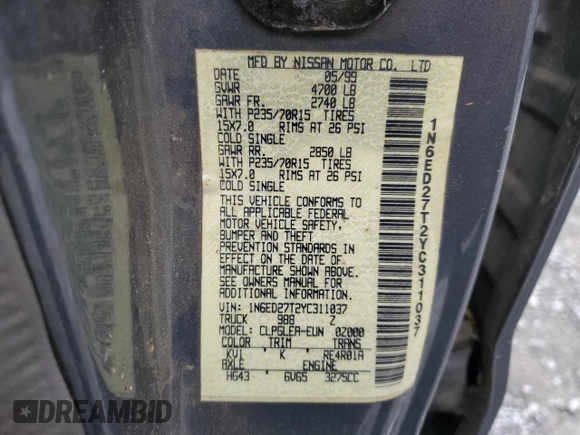 MFD BY NISSAN MOTOR CO. LTD
DATE 05/99
GVWR 4700 LB
GAWR FR. 2740 LB
WITH P235/70R15 TIRES
15X7.0 RIMS AT 26 PSI
COLD SINGLE
GAWR RR. 2850 LB
WITH P235/70R15 TIRES
15X7.0 RIMS AT 26 PSI
COLD SINGLE
THIS VEHICLE CONFORMS TO
ALL APPLICABLE FEDERAL
MOTOR VEHICLE SAFETY,
BUMPER AND THEFT
PREVENTION STANDARDS IN
EFFECT ON THE DATE OF
MANUFACTURE SHOWN ABOVE.
SEE OWNERS MANUAL FOR
ADDITIONAL INFORMATION.
VIN: 1N6ED27T2YC311037
TRUCK 988 Z
MODEL: CLPGLEA-EUN 02000
COLOR TRIM TRANS
KV1 K RE4R01A
AXLE ENGINE
HG43 6V65 3275CC
1N6ED27T2YC311037
DREAMBID